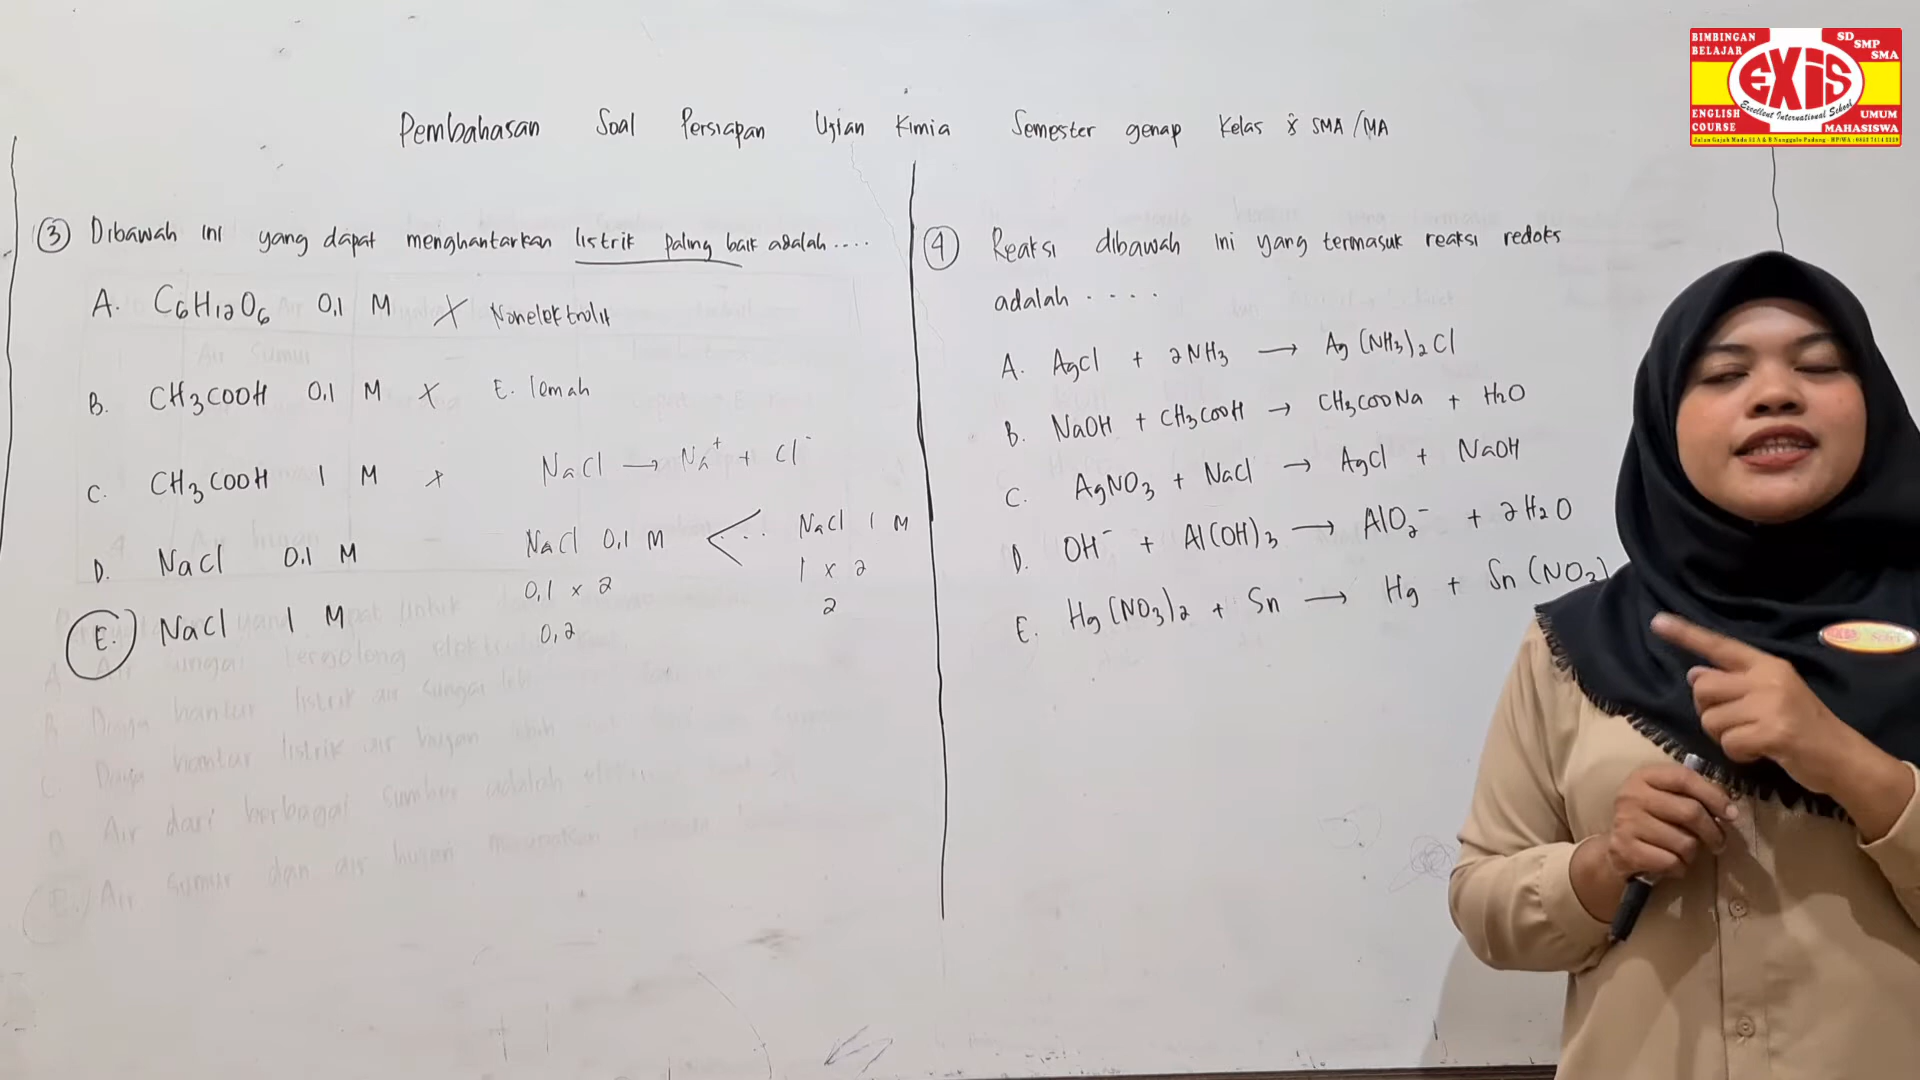 BIMBINGAN BELAJAR
SD SMP SMA
EXIS
Excellent International School
ENGLISH COURSE
UMUM MAHASISWA
Pembahasan Soal Persiapan Ujian Kimia Semester genap Kelas X SMA/MA
③ Dibawah ini yang dapat menghantarkan listrik paling baik adalah ....
A. C6H12O6 0,1 M X Nonelektrolit
B. CH3COOH 0,1 M X E. lemah
C. CH3COOH 1 M X NaCl → Na+ + Cl-
D. NaCl 0,1 M
NaCl 0,1 M < NaCl 1 M
0,1 x 2 1 x 2
0,2 2
E. NaCl 1 M
④ Reaksi dibawah ini yang termasuk reaksi redoks
adalah ....
A. AgCl + 2NH3 → Ag(NH3)2Cl
B. NaOH + CH3COOH → CH3COONa + H2O
C. AgNO3 + NaCl → AgCl + NaOH
D. OH- + Al(OH)3 → AlO2- + 2H2O
E. Hg(NO3)2 + Sn → Hg + Sn(NO3)
EXIS